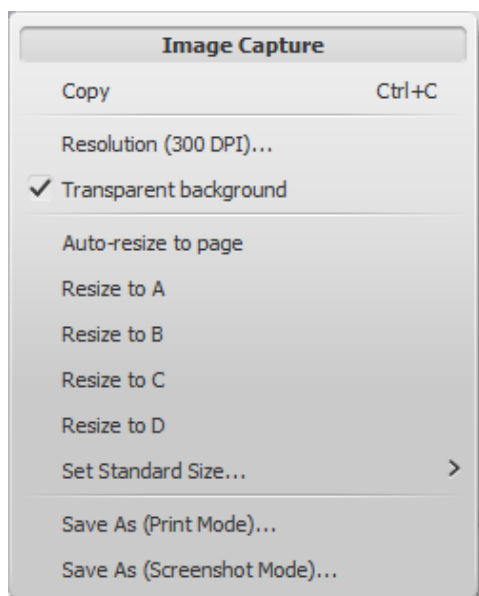 Image Capture
Copy Ctrl+C
Resolution (300 DPI)...
Transparent background
Auto-resize to page
Resize to A
Resize to B
Resize to C
Resize to D
Set Standard Size...
Save As (Print Mode)...
Save As (Screenshot Mode)...